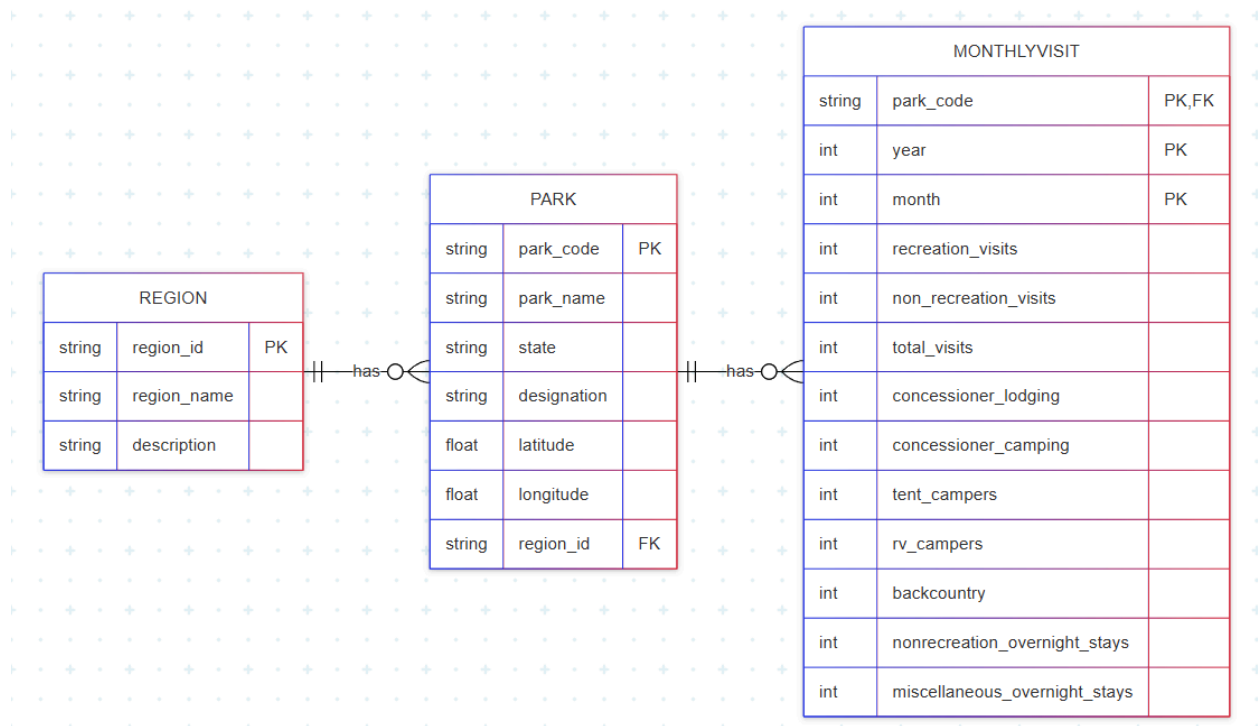 REGION
string region_id PK
string region_name
string description
has
PARK
string park_code PK
string park_name
string state
string designation
float latitude
float longitude
string region_id FK
has
MONTHLYVISIT
string park_code PK,FK
int year PK
int month PK
int recreation_visits
int non_recreation_visits
int total_visits
int concessioner_lodging
int concessioner_camping
int tent_campers
int rv_campers
int backcountry
int nonrecreation_overnight_stays
int miscellaneous_overnight_stays